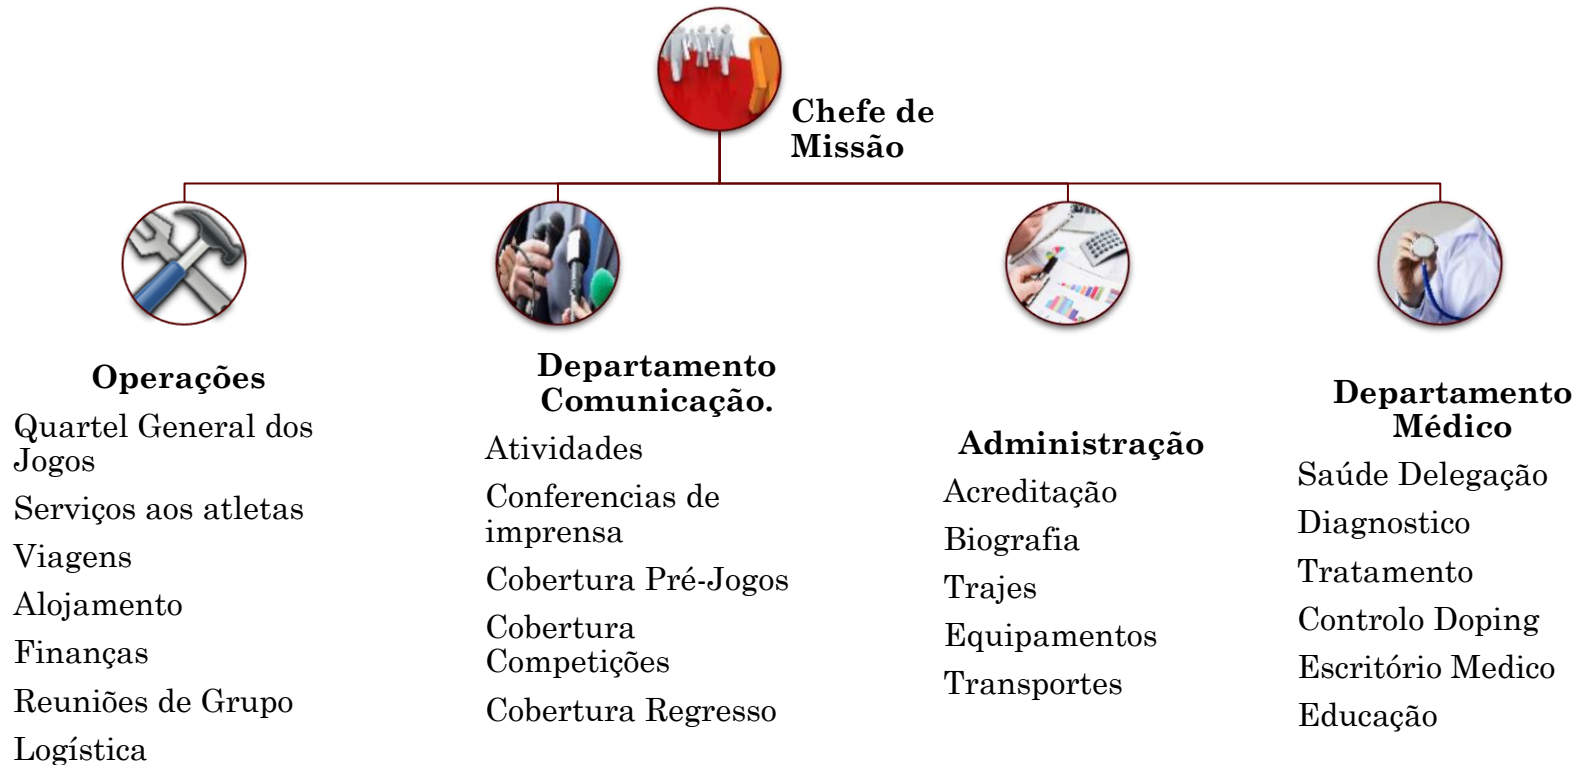 Chefe de
Missão
Operações
Quartel General dos
Jogos
Serviços aos atletas
Viagens
Alojamento
Finanças
Reuniões de Grupo
Logística
Departamento
Comunicação.
Atividades
Conferencias de
imprensa
Cobertura Pré-Jogos
Cobertura
Competições
Cobertura Regresso
Administração
Acreditação
Biografia
Trajes
Equipamentos
Transportes
Departamento
Médico
Saúde Delegação
Diagnostico
Tratamento
Controlo Doping
Escritório Medico
Educação